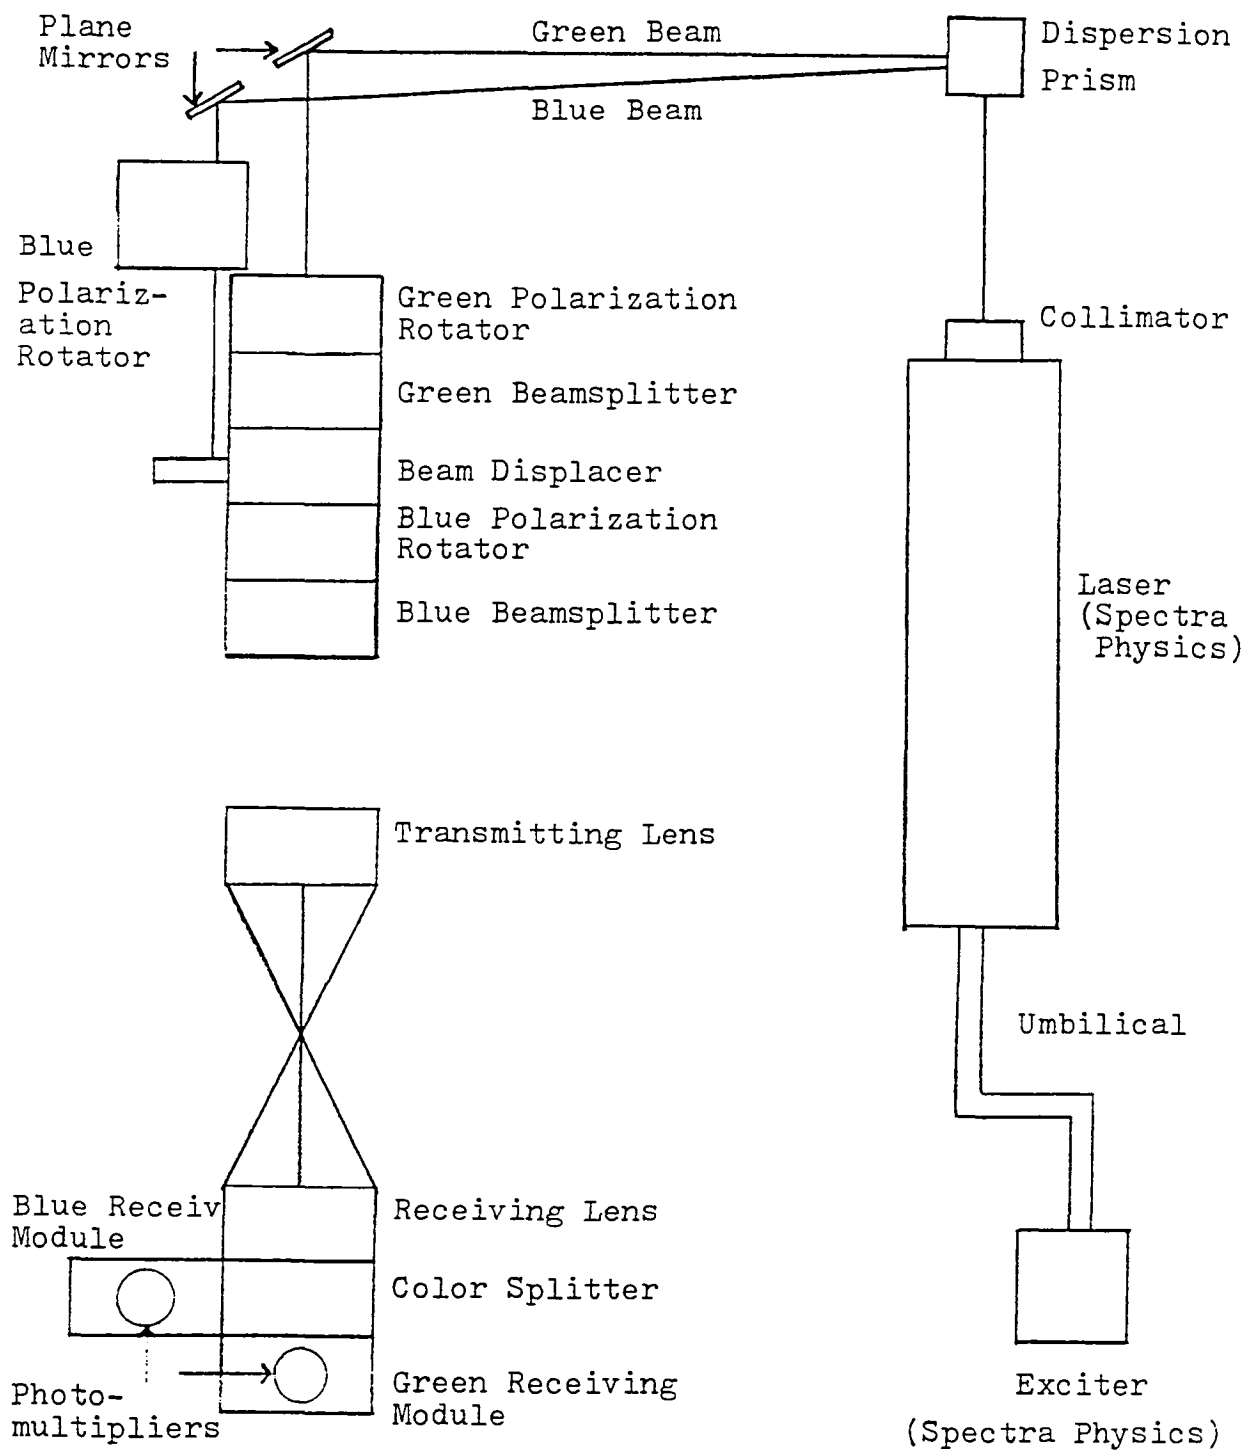 Plane
Mirrors
Green Beam
Blue Beam
Dispersion
Prism
Blue
Polariz-
ation
Rotator
Green Polarization
Rotator
Green Beamsplitter
Beam Displacer
Blue Polarization
Rotator
Blue Beamsplitter
Collimator
Laser
(Spectra
Physics)
Transmitting Lens
Umbilical
Blue Receiv
Module
Receiving Lens
Color Splitter
Photo-
multipliers
Green Receiving
Module
Exciter
(Spectra Physics)